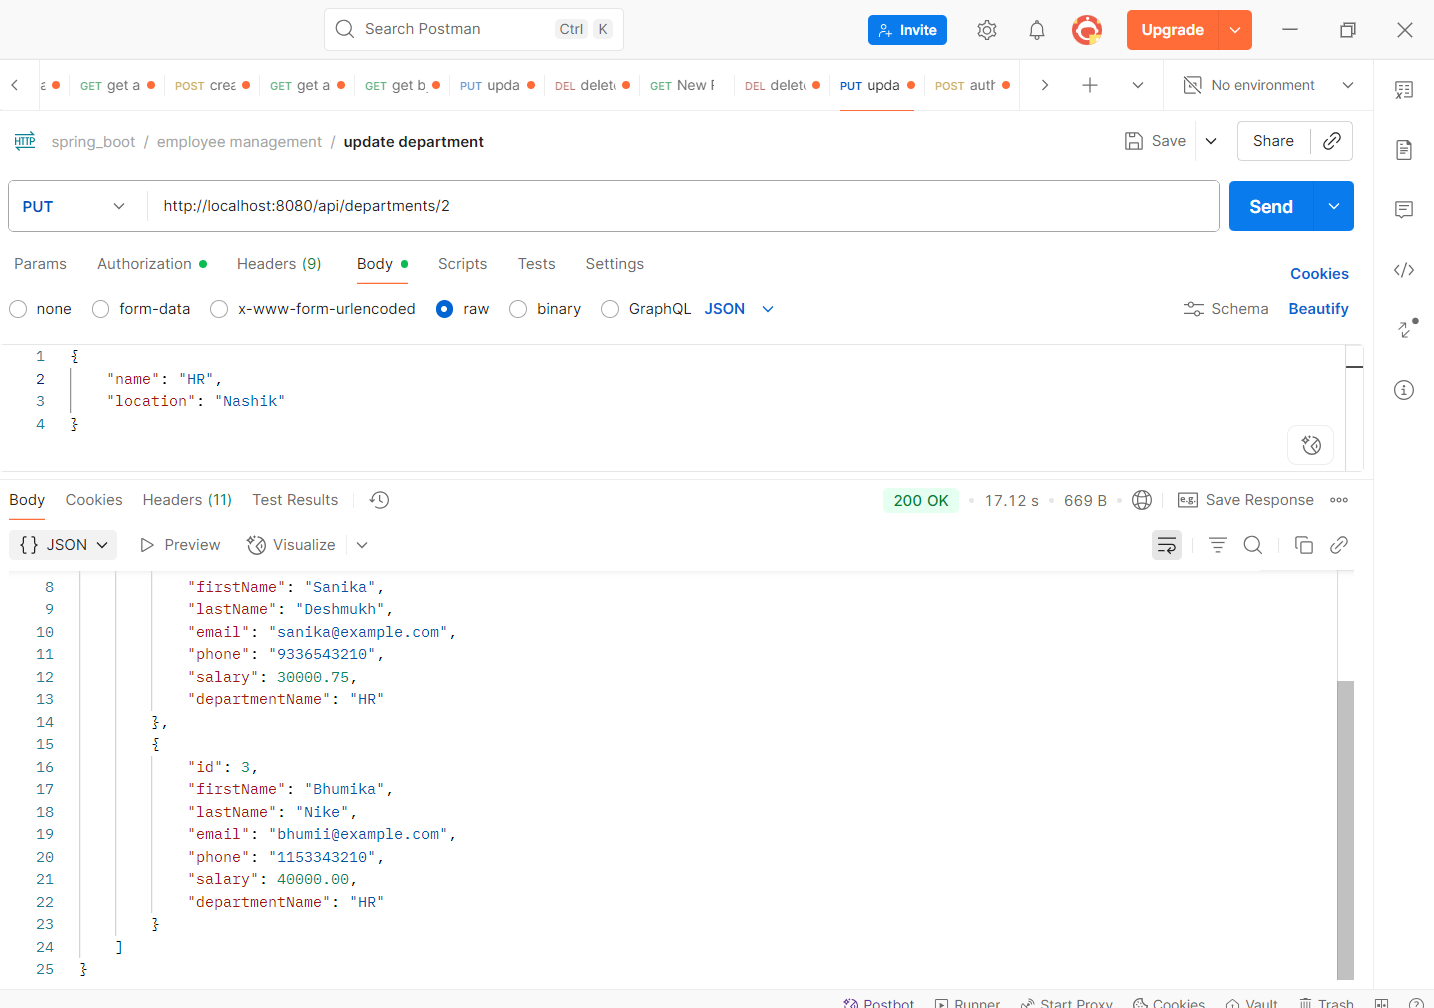 Search Postman Ctrl K
Invite
Upgrade
GET get a POST crea GET get a GET get b PUT upda DEL delet GET New DEL delet PUT upda POST auth No environment
HTTP spring_boot / employee management / update department Save Share
PUT http://localhost:8080/api/departments/2 Send
Params Authorization Headers (9) Body Scripts Tests Settings Cookies
none form-data x-www-form-urlencoded raw binary GraphQL JSON Schema Beautify
1 {
2 "name": "HR",
3 "location": "Nashik"
4 }
Body Cookies Headers (11) Test Results 200 OK 17.12 s 669 B e.g. Save Response
{} JSON Preview Visualize
8 "firstName": "Sanika",
9 "lastName": "Deshmukh",
10 "email": "sanika@example.com",
11 "phone": "9336543210",
12 "salary": 30000.75,
13 "departmentName": "HR"
14 },
15 {
16 "id": 3,
17 "firstName": "Bhumika",
18 "lastName": "Nike",
19 "email": "bhumii@example.com",
20 "phone": "1153343210",
21 "salary": 40000.00,
22 "departmentName": "HR"
23 }
24 ]
25 }
Postbot Runner Start Proxy Cookies Vault Trash